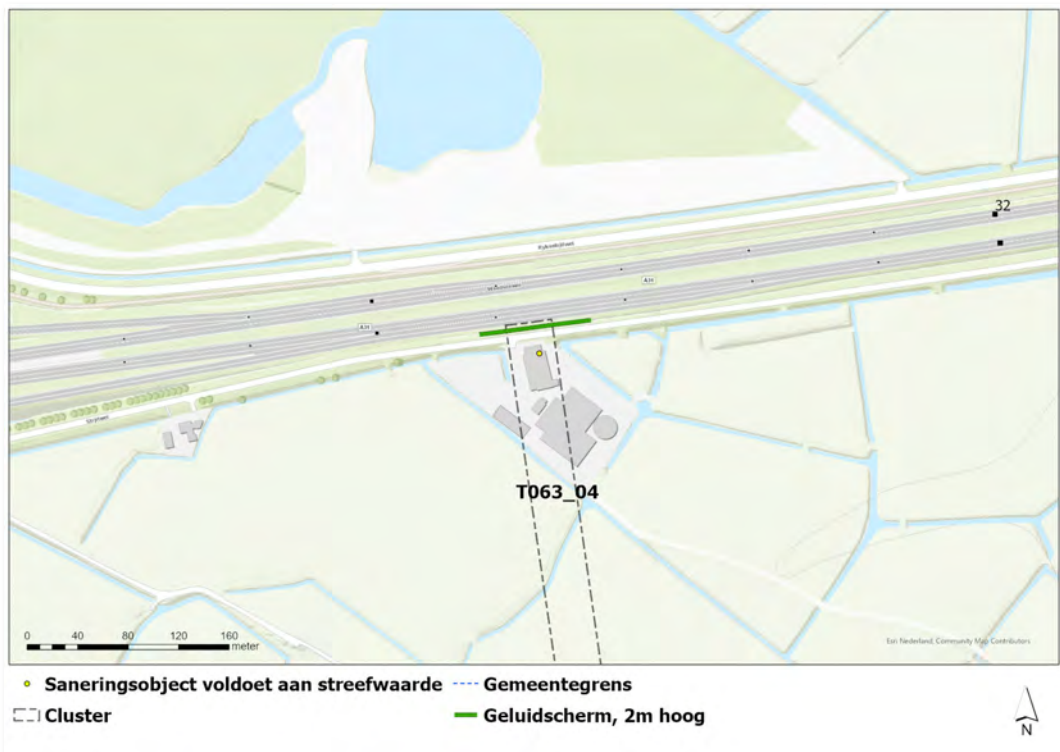 32
A31
A31
T063_04
0 40 80 120 160
meter
Esri Nederland, Community Map Contributors
Saneringsobject voldoet aan streefwaarde
Gemeentegrens
Cluster
Geluidscherm, 2m hoog
N